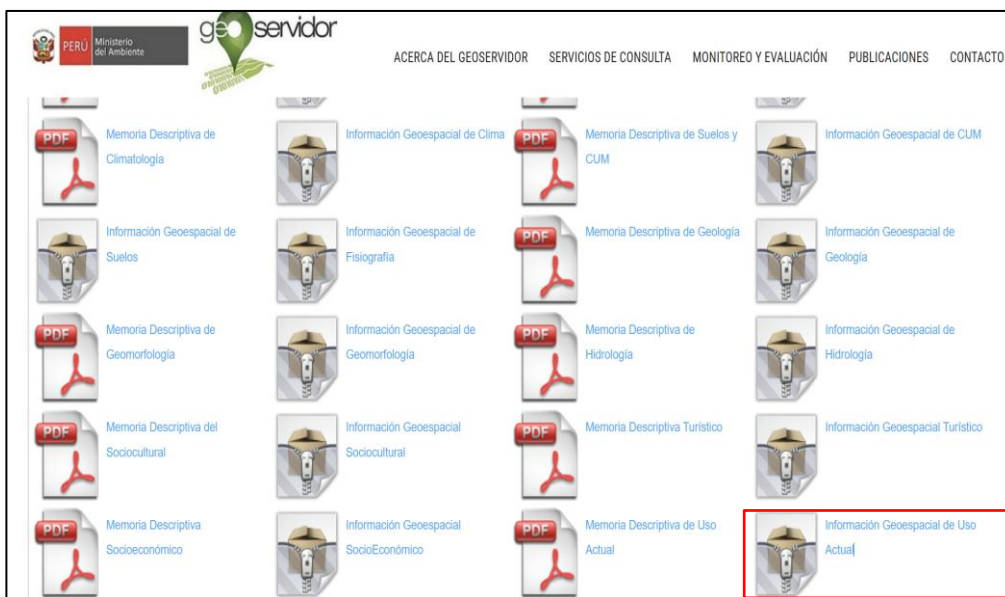 PERÚ
Ministerio
del Ambiente
geo servidor
010110
010010101
010110
ACERCA DEL GEOSERVIDOR SERVICIOS DE CONSULTA MONITOREO Y EVALUACIÓN PUBLICACIONES CONTACTO
PDF
Memoria Descriptiva de
Climatología
Información Geoespacial de Clima
PDF
Memoria Descriptiva de Suelos y
CUM
Información Geoespacial de CUM
Información Geoespacial de
Suelos
Información Geoespacial de
Fisiografía
PDF
Memoria Descriptiva de Geología
Información Geoespacial de
Geología
PDF
Memoria Descriptiva de
Geomorfología
Información Geoespacial de
Geomorfología
PDF
Memoria Descriptiva de
Hidrología
Información Geoespacial de
Hidrología
PDF
Memoria Descriptiva del
Sociocultural
Información Geoespacial
Sociocultural
PDF
Memoria Descriptiva Turístico
Información Geoespacial Turístico
PDF
Memoria Descriptiva
Socioeconómico
Información Geoespacial
SocioEconómico
PDF
Memoria Descriptiva de Uso
Actual
Información Geoespacial de Uso
Actual